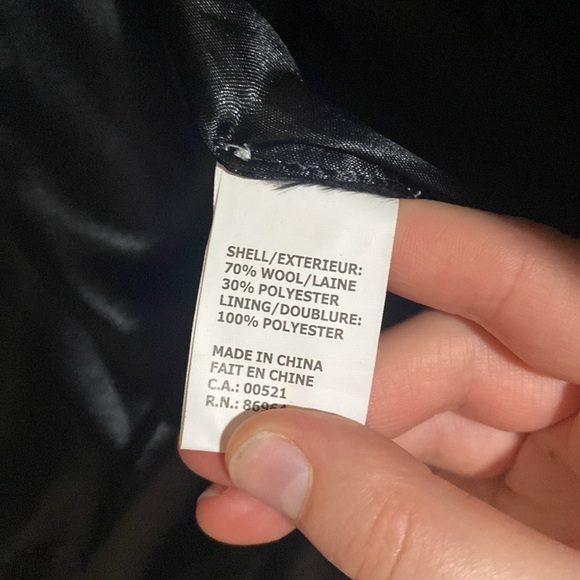 SHELL/EXTERIEUR:
70% WOOL/LAINE
30% POLYESTER
LINING/DOUBLURE:
100% POLYESTER
MADE IN CHINA
FAIT EN CHINE
C.A.: 00521
R.N.: